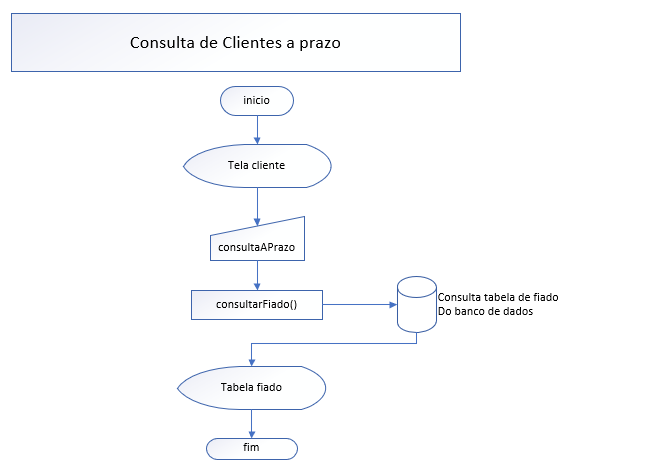 Consulta de Clientes a prazo
inicio
Tela cliente
consultaAPrazo
consultarFiado()
Consulta tabela de fiado
Do banco de dados
Tabela fiado
fim